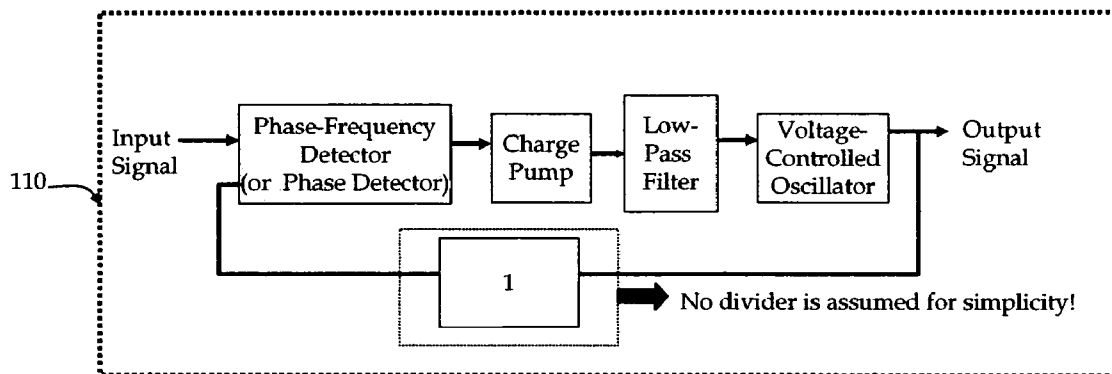 Input
Signal
Phase-Frequency
Detector
(or Phase Detector)
Charge
Pump
Low-
Pass
Filter
Voltage-
Controlled
Oscillator
Output
Signal
110
1
No divider is assumed for simplicity!